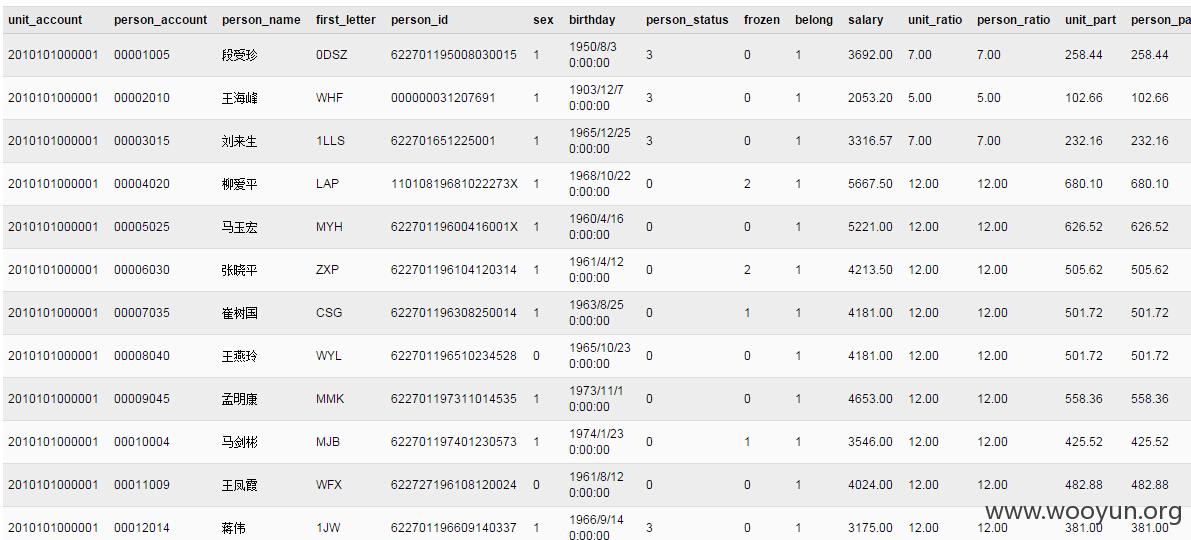 unit_account person_account person_name first_letter person_id sex birthday person_status frozen belong salary unit_ratio person_ratio unit_part person_pa
2010101000001 00001005 段受珍 0DSZ 622701195008030015 1 1950/8/3 0:00:00 3 0 1 3692.00 7.00 7.00 258.44 258.44
2010101000001 00002010 王海峰 WHF 000000031207691 1 1903/12/7 0:00:00 3 0 1 2053.20 5.00 5.00 102.66 102.66
2010101000001 00003015 刘来生 1LLS 622701651225001 1 1965/12/25 0:00:00 3 0 1 3316.57 7.00 7.00 232.16 232.16
2010101000001 00004020 柳爱平 LAP 11010819681022273X 1 1968/10/22 0:00:00 0 2 1 5667.50 12.00 12.00 680.10 680.10
2010101000001 00005025 马玉宏 MYH 62270119600416001X 1 1960/4/16 0:00:00 0 0 1 5221.00 12.00 12.00 626.52 626.52
2010101000001 00006030 张晓平 ZXP 622701196104120314 1 1961/4/12 0:00:00 0 2 1 4213.50 12.00 12.00 505.62 505.62
2010101000001 00007035 崔树国 CSG 622701196308250014 1 1963/8/25 0:00:00 0 1 1 4181.00 12.00 12.00 501.72 501.72
2010101000001 00008040 王燕玲 WYL 622701196510234528 0 1965/10/23 0:00:00 0 0 1 4181.00 12.00 12.00 501.72 501.72
2010101000001 00009045 孟明康 MMK 622701197311014535 1 1973/11/1 0:00:00 0 0 1 4653.00 12.00 12.00 558.36 558.36
2010101000001 00010004 马剑彬 MJB 622701197401230573 1 1974/1/23 0:00:00 0 1 1 3546.00 12.00 12.00 425.52 425.52
2010101000001 00011009 王凤霞 WFX 622727196108120024 0 1961/8/12 0:00:00 0 0 1 4024.00 12.00 12.00 482.88 482.88
2010101000001 00012014 蒋伟 1JW 622701196609140337 1 1966/9/14 0:00:00 3 0 1 3175.00 12.00 12.00 381.00 381.00
www.wooyun.org